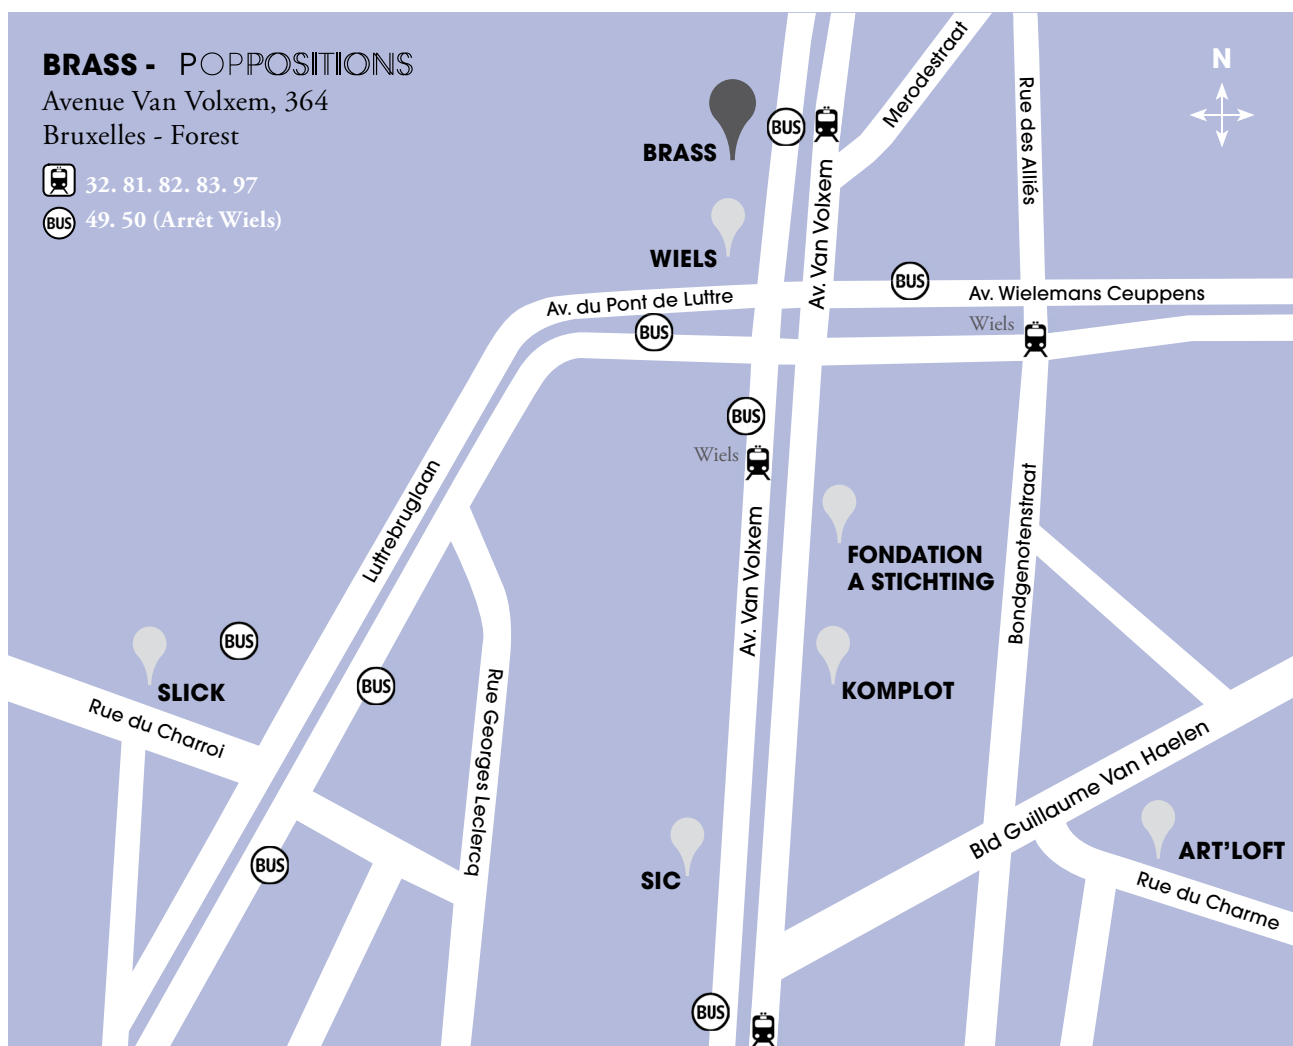 BRASS - POPPOSITIONS
Avenue Van Volxem, 364
Bruxelles - Forest
32. 81. 82. 83. 97
BUS 49. 50 (Arrêt Wiels)
N
Merodestraat
Rue des Alliés
BUS
BRASS
Av. Van Volxem
WIELS
BUS
Av. Wielemans Ceuppens
Av. du Pont de Luttre
BUS
Wiels
BUS
Wiels
Luttrebruglaan
Av. Van Volxem
Bondgenotenstraat
FONDATION
A STICHTING
BUS
SLICK
BUS
KOMPLOT
Rue du Charroi
Rue Georges Leclercq
Bld Guillaume Van Haelen
BUS
SIC
ART'LOFT
Rue du Charme
BUS